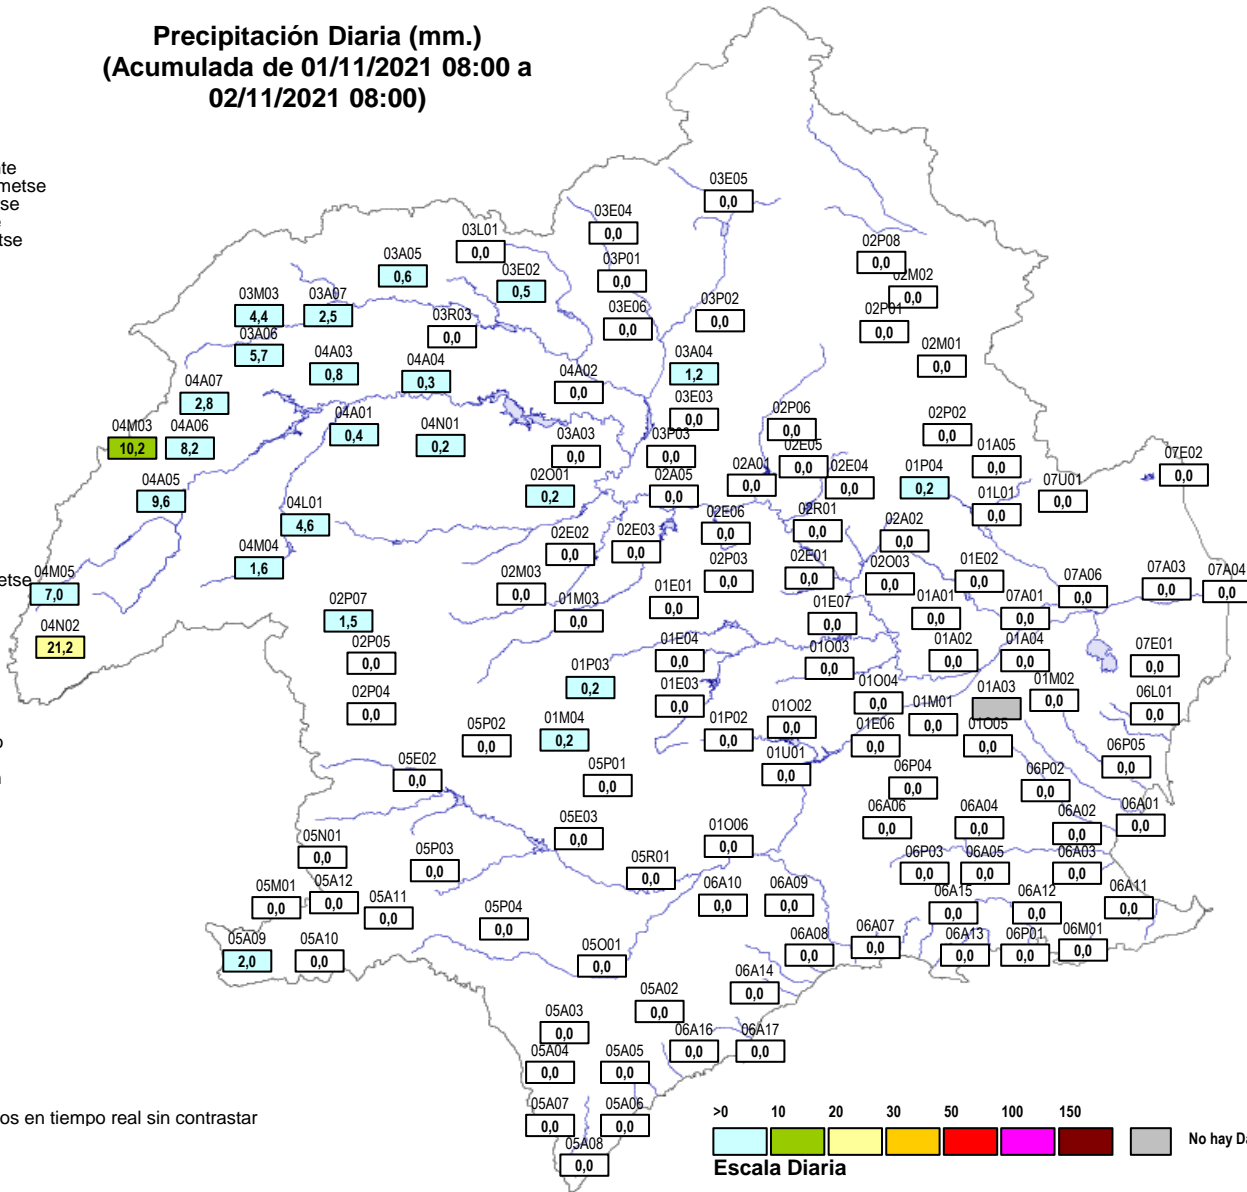 Precipitación Diaria (mm.)
(Acumulada de 01/11/2021 08:00 a
02/11/2021 08:00)
03E05
0,0
03E04
0,0
03L01
0,0
03A05
0,6
03E02
0,5
03P01
0,0
02P08
0,0
02M02
0,0
03M03
4,4
03A07
2,5
03R03
0,0
03E06
0,0
03P02
0,0
02P01
0,0
03A06
5,7
04A03
0,8
04A04
0,3
04A02
0,0
03A04
1,2
02M01
0,0
04A07
2,8
03E03
0,0
04M03
10,2
04A06
8,2
04A01
0,4
04N01
0,2
03A03
0,0
03P03
0,0
02P06
0,0
02P02
0,0
02E05
0,0
01A05
0,0
07E02
0,0
04A05
9,6
02O01
0,2
02A05
0,0
02A01
0,0
02E04
0,0
01P04
0,2
07U01
0,0
01L01
0,0
04L01
4,6
02E06
0,0
02R01
0,0
02A02
0,0
04M04
1,6
02E02
0,0
02E03
0,0
02P03
0,0
02E01
0,0
02O03
0,0
01E02
0,0
etse
04M05
7,0
02M03
0,0
01M03
0,0
01E01
0,0
07A06
0,0
07A03
0,0
07A04
0,0
04N02
21,2
02P07
1,5
01E07
0,0
01A01
0,0
07A01
0,0
02P05
0,0
01E04
0,0
01O03
0,0
01A02
0,0
01A04
0,0
07E01
0,0
02P04
0,0
01P03
0,2
01E03
0,0
01O04
0,0
01A03
01M02
0,0
06L01
0,0
05P02
0,0
01M04
0,2
01P02
0,0
01O02
0,0
01E06
0,0
01M01
0,0
01O05
0,0
05E02
0,0
05P01
0,0
01U01
0,0
06P04
0,0
06P02
0,0
06P05
0,0
05N01
0,0
05P03
0,0
05E03
0,0
01O06
0,0
06A06
0,0
06A04
0,0
06A02
0,0
06A01
0,0
05M01
0,0
05A12
0,0
05A11
0,0
05R01
0,0
06P03
0,0
06A05
0,0
06A03
0,0
05P04
0,0
06A10
0,0
06A09
0,0
06A15
0,0
06A12
0,0
06A11
0,0
05A09
2,0
05A10
0,0
05O01
0,0
06A08
0,0
06A07
0,0
06A13
0,0
06P01
0,0
06M01
0,0
05A02
0,0
06A14
0,0
05A03
0,0
06A16
0,0
06A17
0,0
05A04
0,0
05A05
0,0
05A07
0,0
05A06
0,0
05A08
0,0
os en tiempo real sin contrastar
>0 10 20 30 50 100 150
No hay Da
Escala Diaria